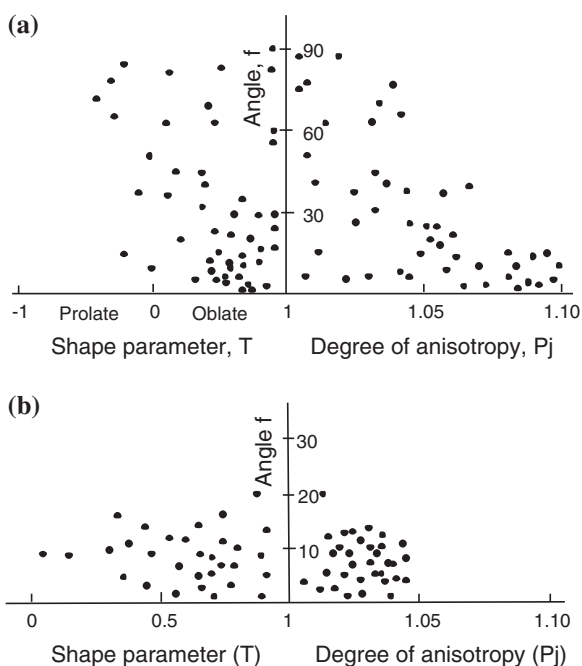 (a)
Angle, f
90
60
30
-1 Prolate 0 Oblate 1 1.05 1.10
Shape parameter, T Degree of anisotropy, Pj
(b)
Angle f
30
20
10
0 0.5 1 1.05 1.10
Shape parameter (T) Degree of anisotropy (Pj)